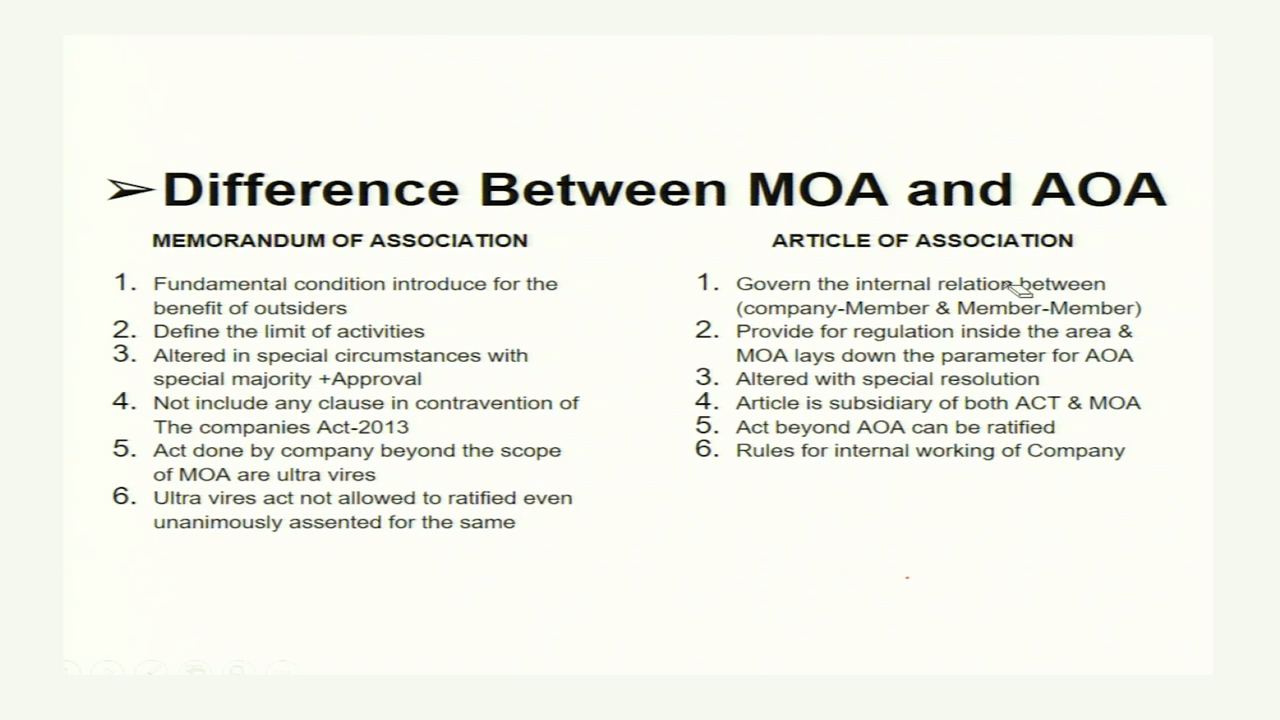 ➢Difference Between MOA and AOA
MEMORANDUM OF ASSOCIATION
1. Fundamental condition introduce for the
benefit of outsiders
2. Define the limit of activities
3. Altered in special circumstances with
special majority +Approval
4. Not include any clause in contravention of
The companies Act-2013
5. Act done by company beyond the scope
of MOA are ultra vires
6. Ultra vires act not allowed to ratified even
unanimously assented for the same
ARTICLE OF ASSOCIATION
1. Govern the internal relation between
(company-Member & Member-Member)
2. Provide for regulation inside the area &
MOA lays down the parameter for AOA
3. Altered with special resolution
4. Article is subsidiary of both ACT & MOA
5. Act beyond AOA can be ratified
6. Rules for internal working of Company